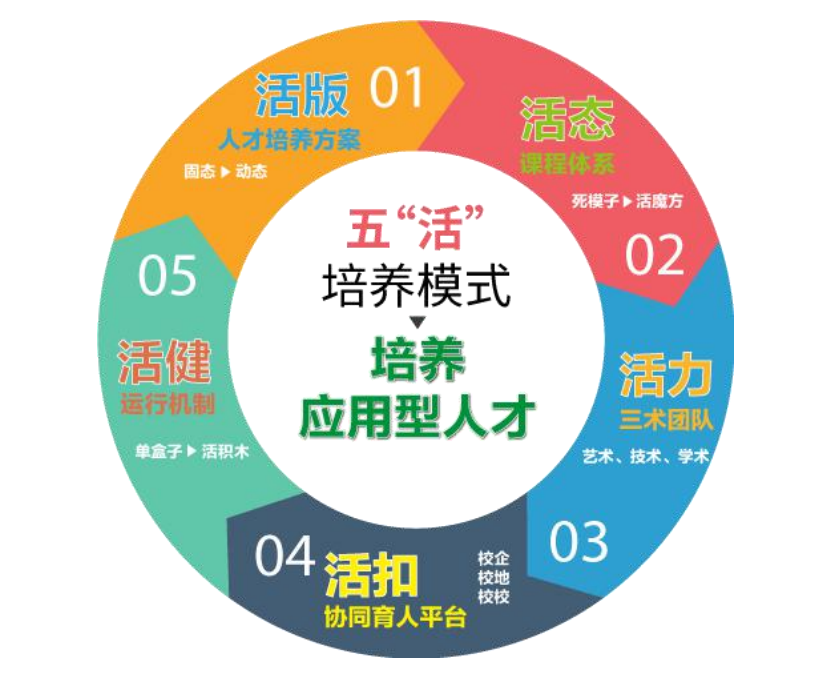 五“活”
培养模式
培养
应用型人才
活版 01
人才培养方案
固态 ▶ 动态
活态
课程体系
死模子 ▶ 活魔方
02
活力
三术团队
艺术、技术、学术
03
04 活扣
协同育人平台
校企
校地
校校
05
活健
运行机制
单盒子 ▶ 活积木